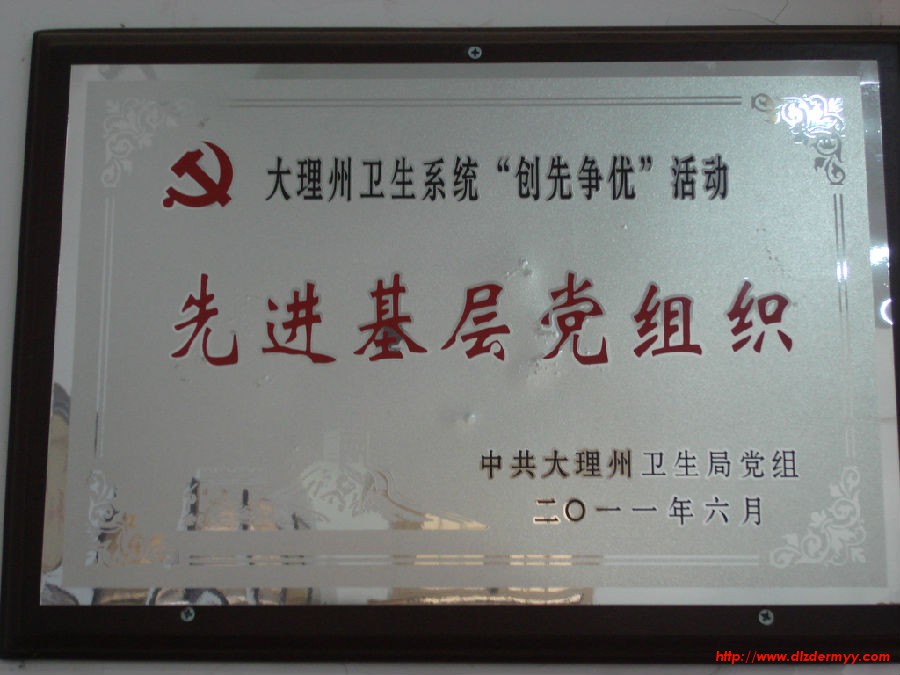 大理州卫生系统“创先争优”活动
先进基层党组织
中共大理州卫生局党组
二〇一一年六月
http://www.dlzdermyy.com